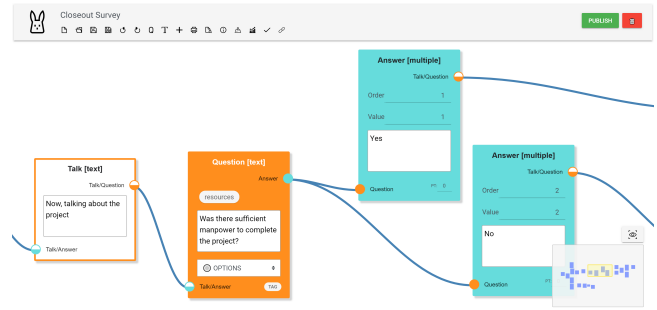 Closeout Survey
PUBLISH
Answer [multiple]
Talk/Question
Order 1
Value 1
Yes
Question
Answer [multiple]
Talk/Question
Order 2
Value 2
No
Question
Question [text]
Answer
resources
Was there sufficient
manpower to complete
the project?
OPTIONS
Talk/Answer TAG
Talk [text]
Talk/Question
Now, talking about the
project
Talk/Answer